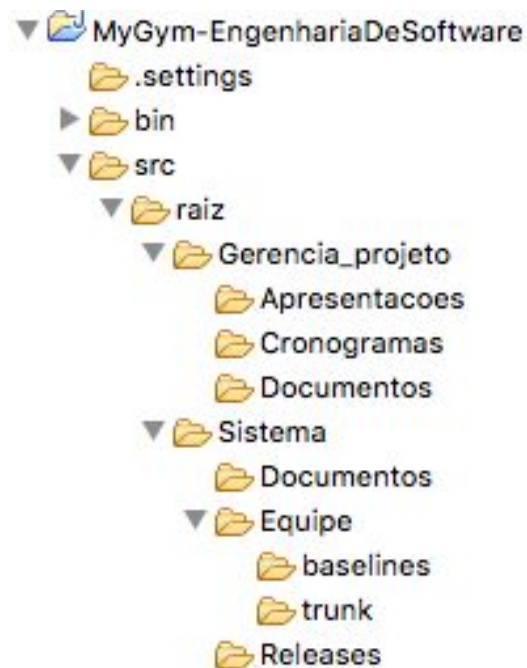 MyGym-EngenhariaDeSoftware
.settings
bin
src
raiz
Gerencia_projeto
Apresentacoes
Cronogramas
Documentos
Sistema
Documentos
Equipe
baselines
trunk
Releases